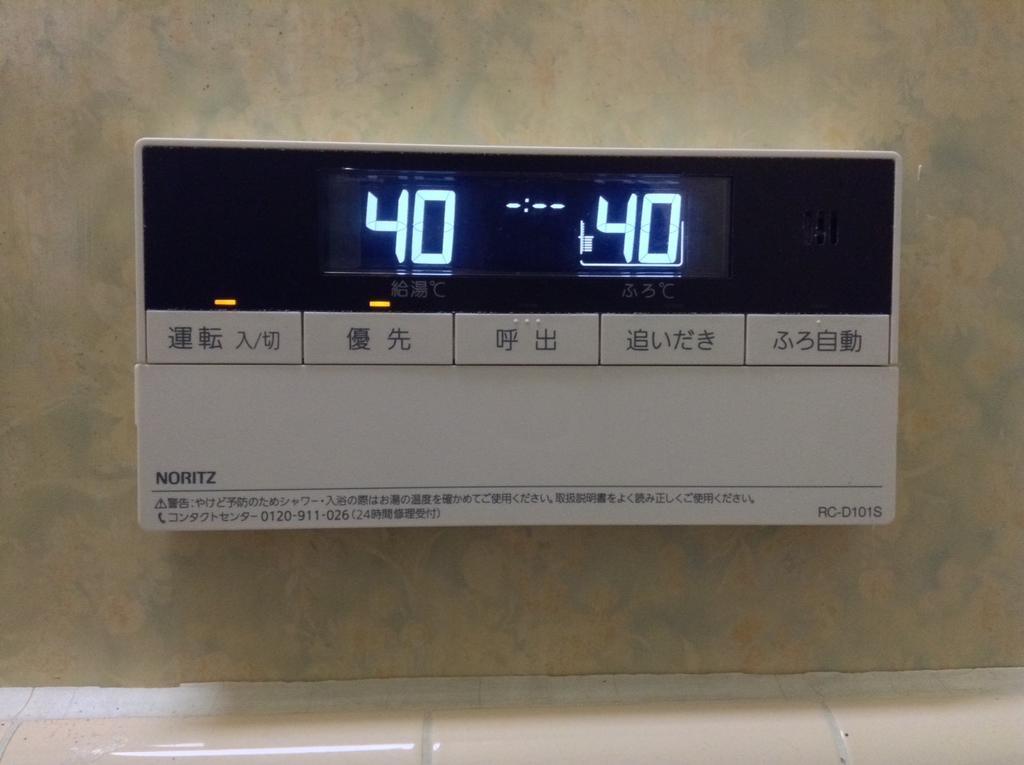 40 -:-- 40
給湯℃ ふろ℃
運転 入/切 優先 呼出 追いだき ふろ自動
NORITZ
⚠警告:やけど予防のためシャワー・入浴の際はお湯の温度を確かめてご使用ください。取扱説明書をよく読み正しくご使用ください。
コンタクトセンター 0120-911-026(24時間修理受付) RC-D101S